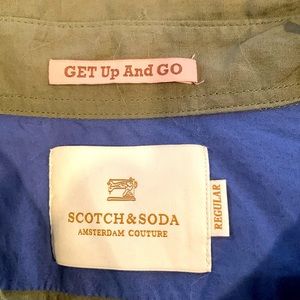 GET Up And GO
SCOTCH & SODA
AMSTERDAM COUTURE
REGULAR